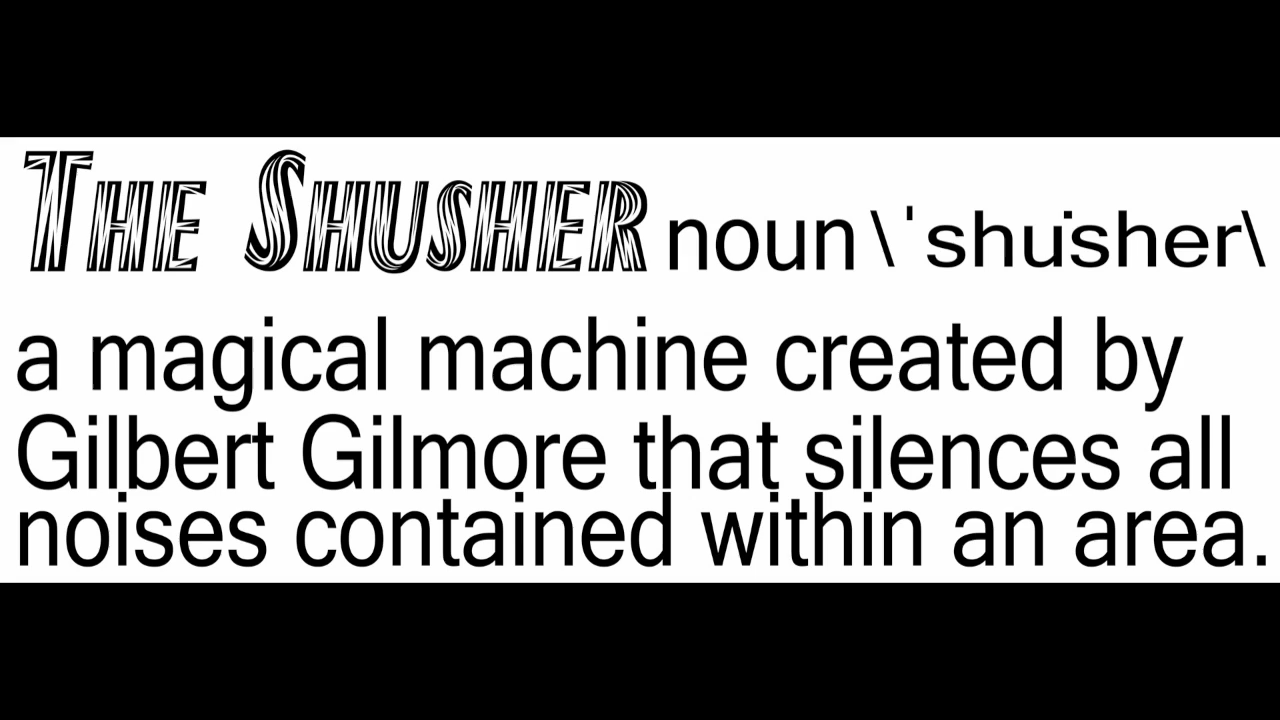 THE SHUSHER noun \ˈshu̇sher\
a magical machine created by
Gilbert Gilmore that silences all
noises contained within an area.